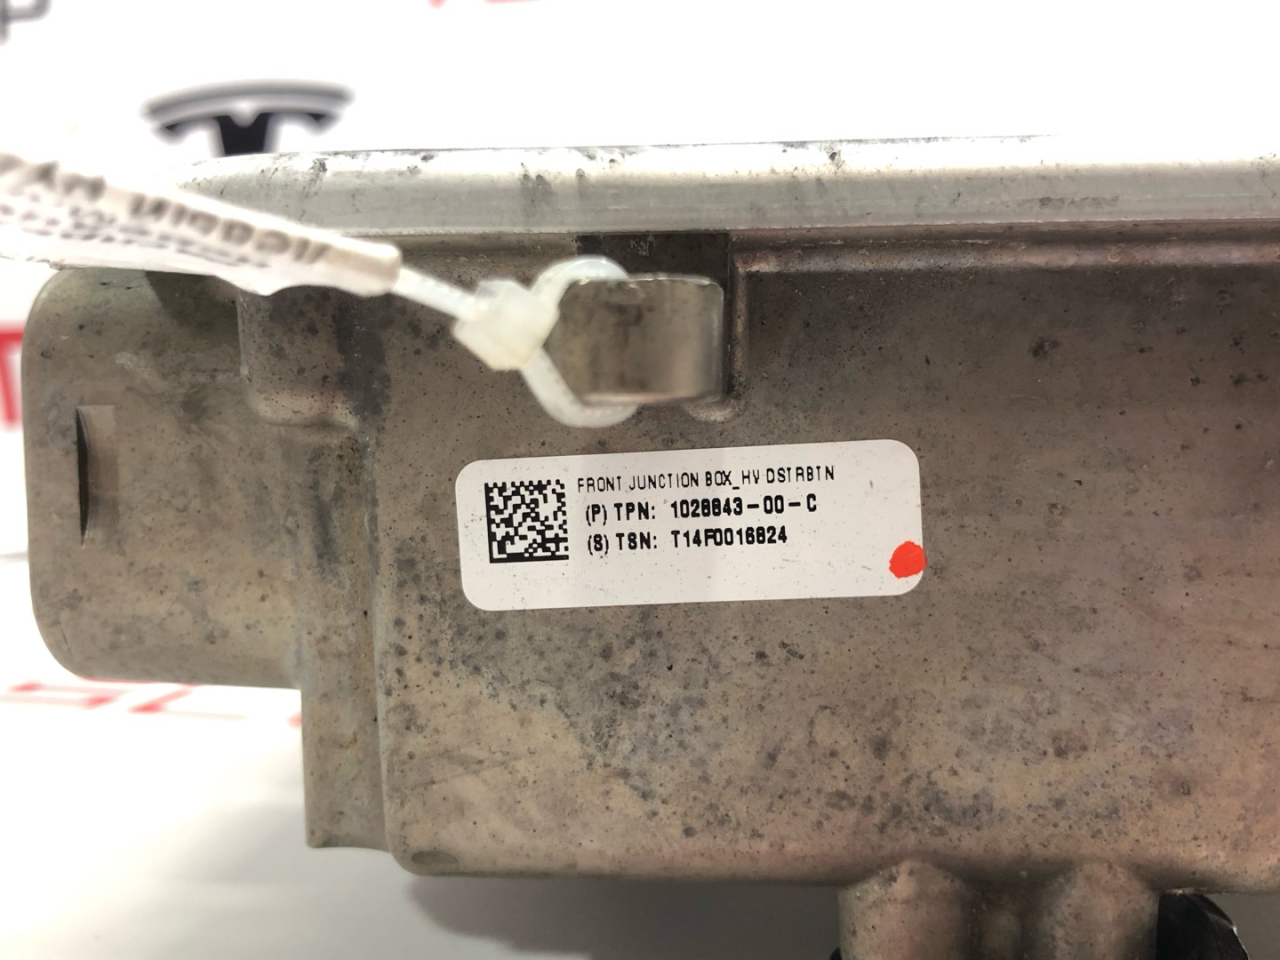 FRONT JUNCTION BOX_HV DSTRBTN
(P) TPN: 1028843-00-C
(S) TSN: T14F0016824